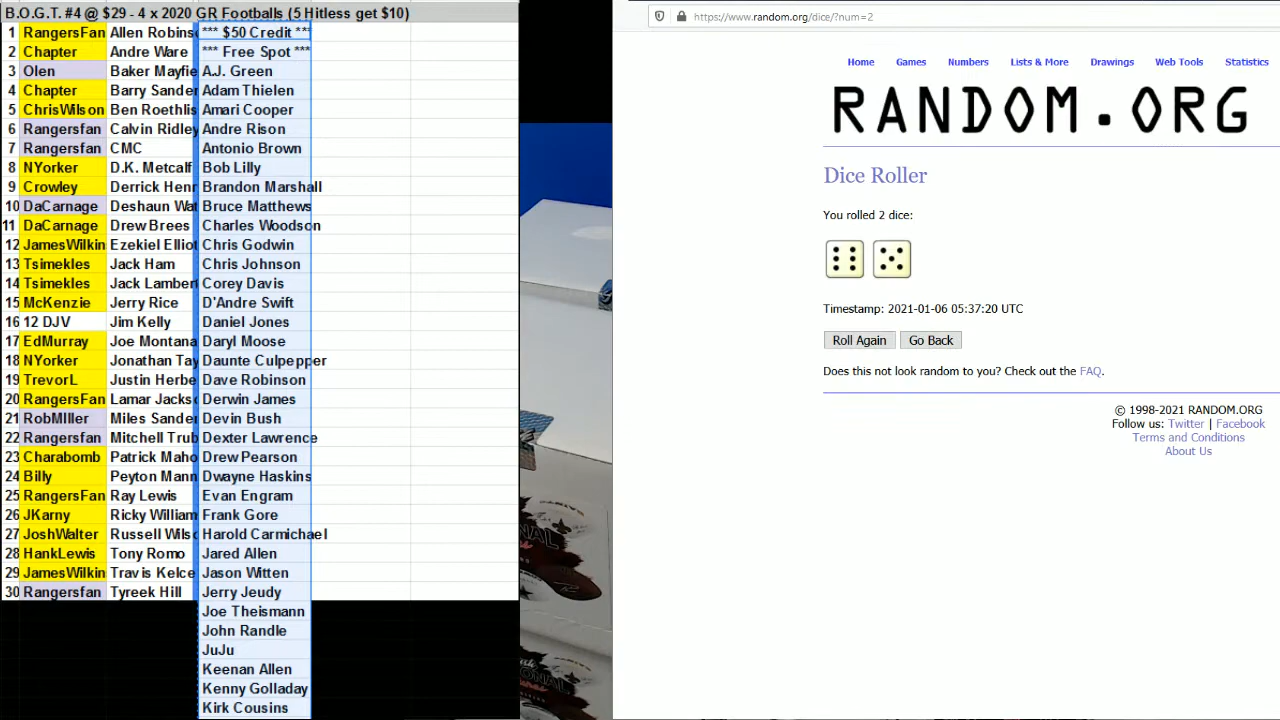 B.O.G.T. #4 @ $29 - 4 x 2020 GR Footballs (5 Hitless get $10)
1 RangersFan Allen Robins *** $50 Credit ***
2 Chapter Andre Ware *** Free Spot ***
3 Olen Baker Mayfie A.J. Green
4 Chapter Barry Sander Adam Thielen
5 ChrisWilson Ben Roethlis Amari Cooper
6 Rangersfan Calvin Ridley Andre Rison
7 Rangersfan CMC Antonio Brown
8 NYorker D.K. Metcalf Bob Lilly
9 Crowley Derrick Henr Brandon Marshall
10 DaCarnage Deshaun Wat Bruce Matthews
11 DaCarnage Drew Brees Charles Woodson
12 JamesWilkin Ezekiel Elliot Chris Godwin
13 Tsimekles Jack Ham Chris Johnson
14 Tsimekles Jack Lambert Corey Davis
15 McKenzie Jerry Rice D'Andre Swift
16 12 DJV Jim Kelly Daniel Jones
17 EdMurray Joe Montana Daryl Moose
18 NYorker Jonathan Tay Daunte Culpepper
19 TrevorL Justin Herbe Dave Robinson
20 RangersFan Lamar Jacks Derwin James
21 RobMIller Miles Sande Devin Bush
22 Rangersfan Mitchell Trub Dexter Lawrence
23 Charabomb Patrick Maho Drew Pearson
24 Billy Peyton Mann Dwayne Haskins
25 RangersFan Ray Lewis Evan Engram
26 JKarny Ricky William Frank Gore
27 JoshWalter Russell Wils Harold Carmichael
28 HankLewis Tony Romo Jared Allen
29 JamesWilkin Travis Kelce Jason Witten
30 Rangersfan Tyreek Hill Jerry Jeudy
Joe Theismann
John Randle
JuJu
Keenan Allen
Kenny Golladay
Kirk Cousins
https://www.random.org/dice/?num=2
Home Games Numbers Lists & More Drawings Web Tools Statistics
RANDOM.ORG
Dice Roller
You rolled 2 dice:
Timestamp: 2021-01-06 05:37:20 UTC
Roll Again Go Back
Does this not look random to you? Check out the FAQ.
© 1998-2021 RANDOM.ORG
Follow us: Twitter | Facebook
Terms and Conditions
About Us